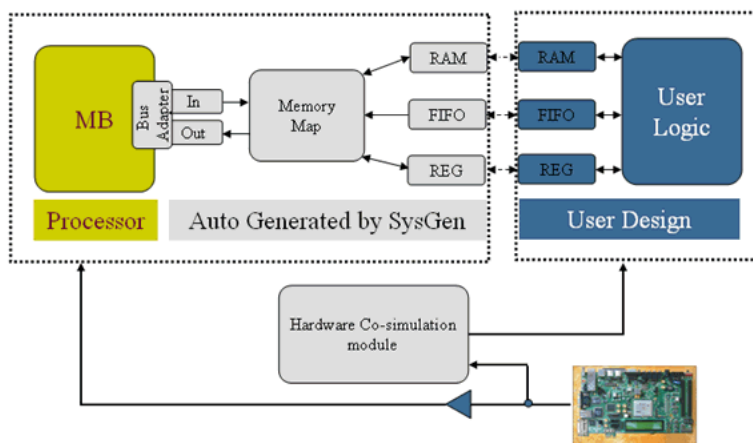 MB
Bus
Adapter
In
Out
Memory
Map
RAM
FIFO
REG
RAM
FIFO
REG
User
Logic
Processor
Auto Generated by SysGen
User Design
Hardware Co-simulation
module